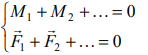 M₁ + M₂ + ... = 0
F⃗₁ + F⃗₂ + ... = 0